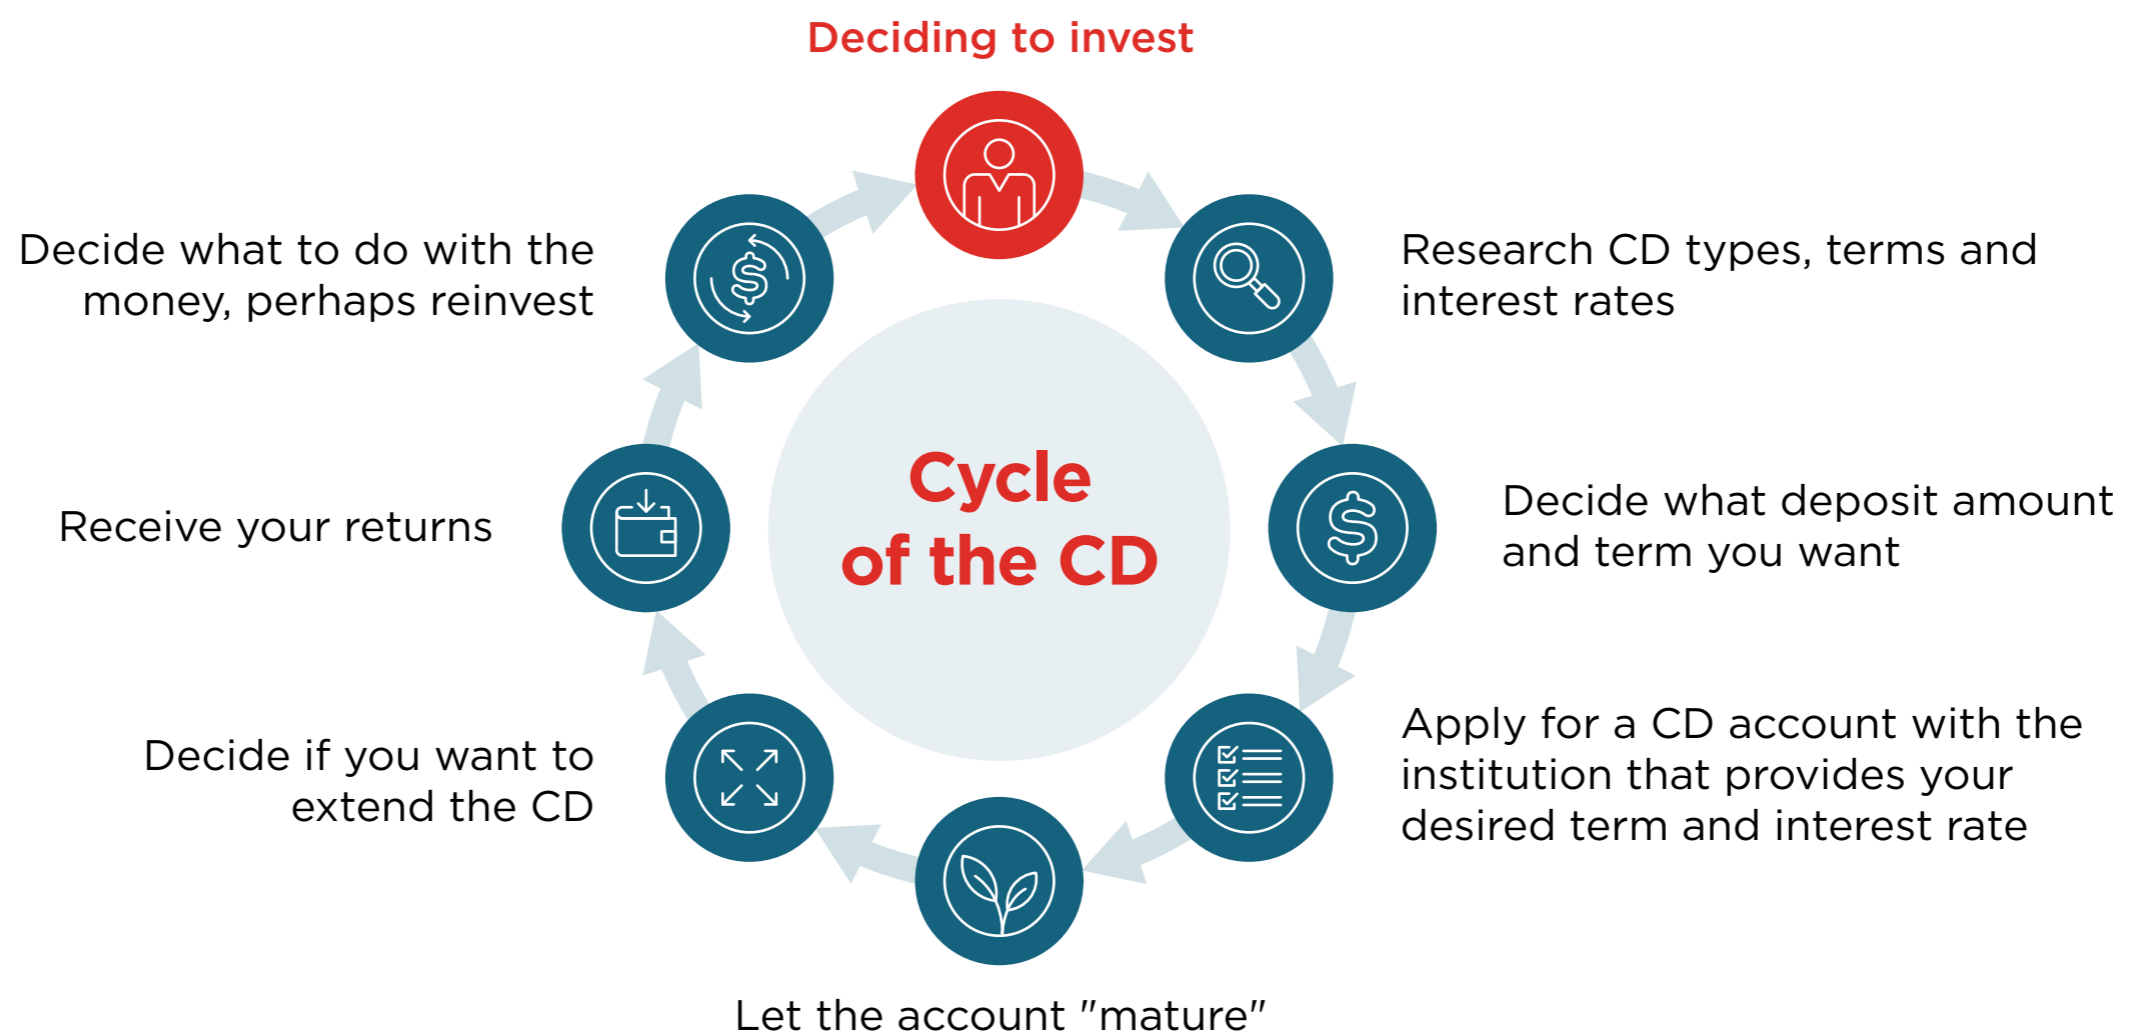 Deciding to invest
Research CD types, terms and
interest rates
Decide what deposit amount
and term you want
Apply for a CD account with the
institution that provides your
desired term and interest rate
Let the account "mature"
Decide if you want to
extend the CD
Receive your returns
Decide what to do with the
money, perhaps reinvest
Cycle
of the CD